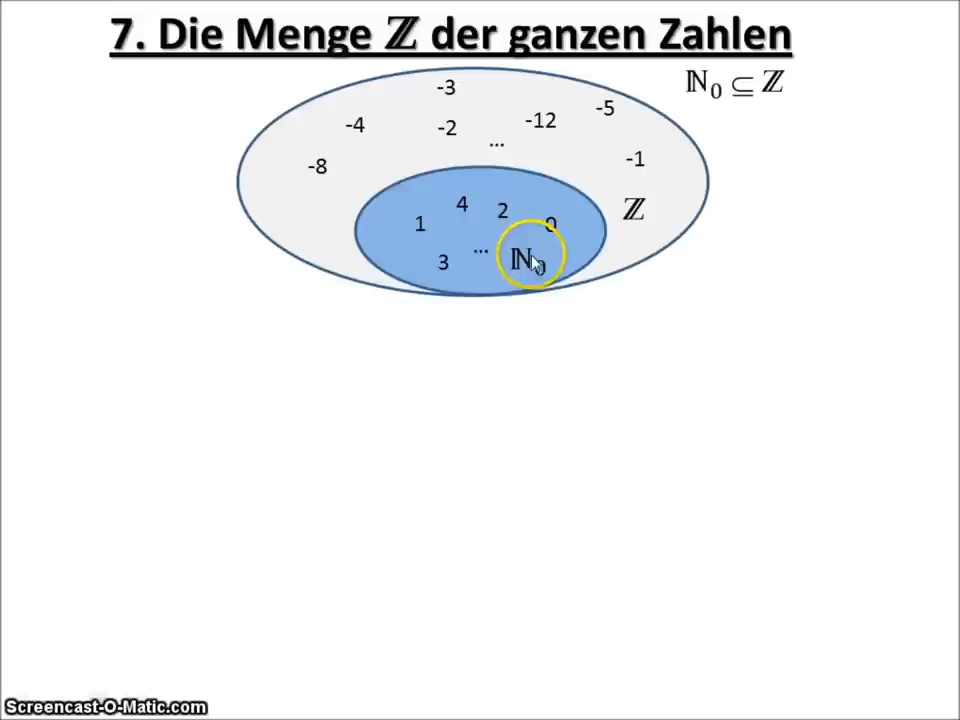 7. Die Menge ℤ der ganzen Zahlen
ℕ₀ ⊆ ℤ
-3
-5
-4
-2
-12
...
-8
-1
4
2
ℤ
1
0
...
3
ℕ₀
Screencast-O-Matic.com